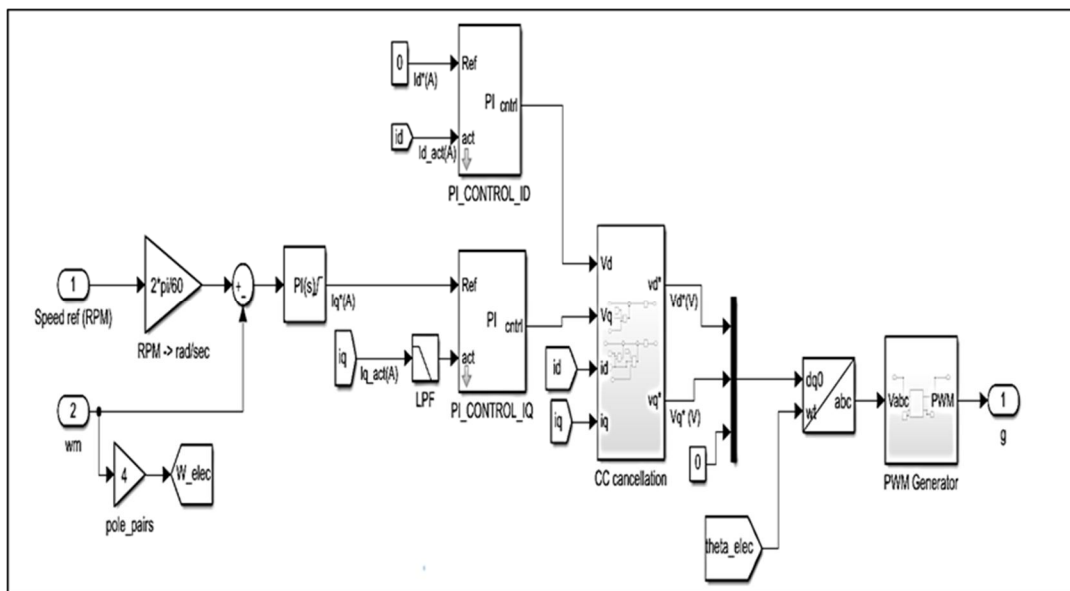 0
Id*(A)
Ref
PI cntrl
id
Id_act(A)
act
PI_CONTROL_ID
1
Speed ref (RPM)
2*pi/60
RPM -> rad/sec
+
-
PI(s)
Iq*(A)
Ref
PI cntrl
iq
Iq_act(A)
LPF
act
PI_CONTROL_IQ
2
wm
4
pole_pairs
W_elec
Vd
Vq
id
id
iq
iq
vd*
vq*
CC cancellation
Vd*(V)
Vq* (V)
0
theta_elec
dq0
wt
abc
Vabc
PWM
PWM Generator
1
g